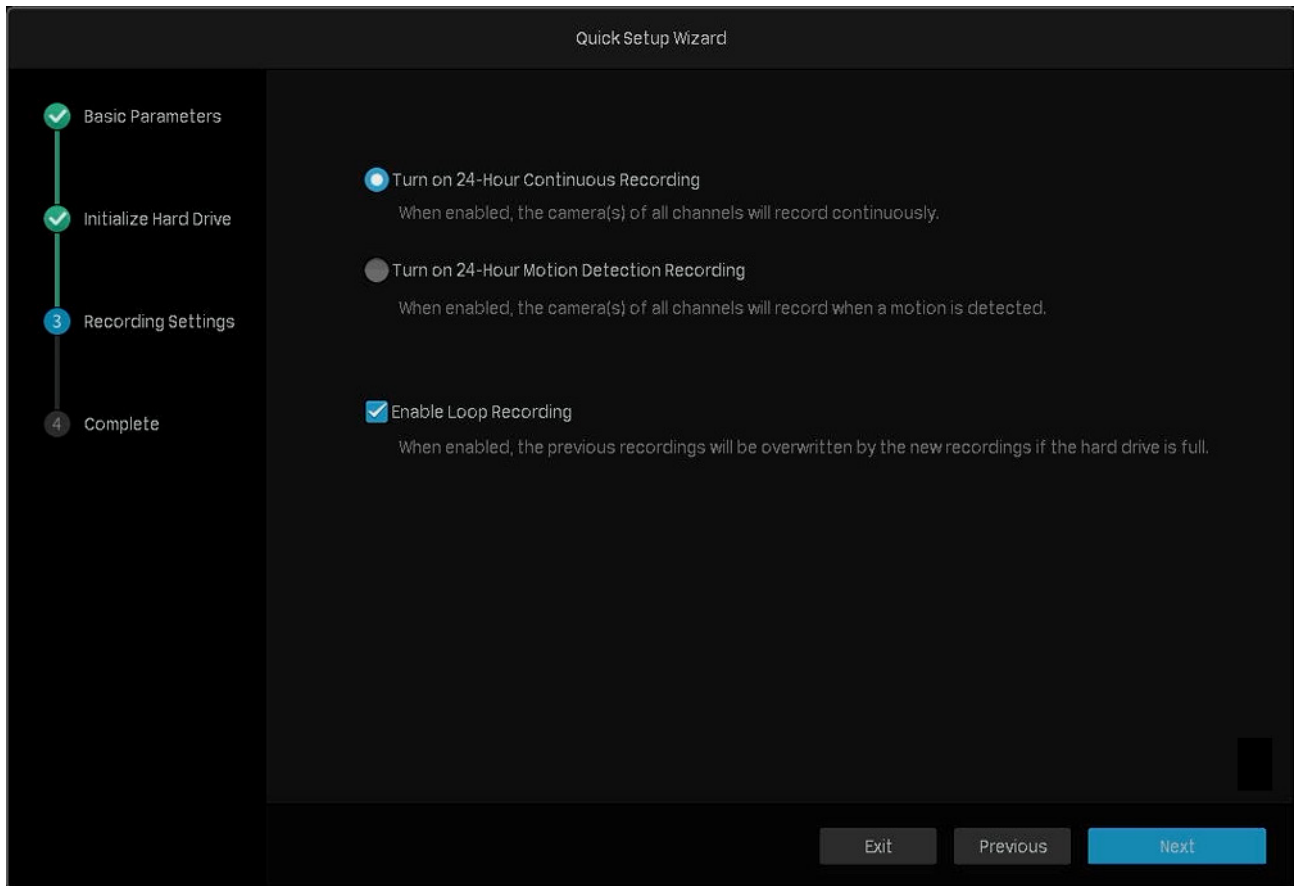 Quick Setup Wizard
Basic Parameters
Initialize Hard Drive
3 Recording Settings
4 Complete
Turn on 24-Hour Continuous Recording
When enabled, the camera(s) of all channels will record continuously.
Turn on 24-Hour Motion Detection Recording
When enabled, the camera(s) of all channels will record when a motion is detected.
Enable Loop Recording
When enabled, the previous recordings will be overwritten by the new recordings if the hard drive is full.
Exit Previous Next